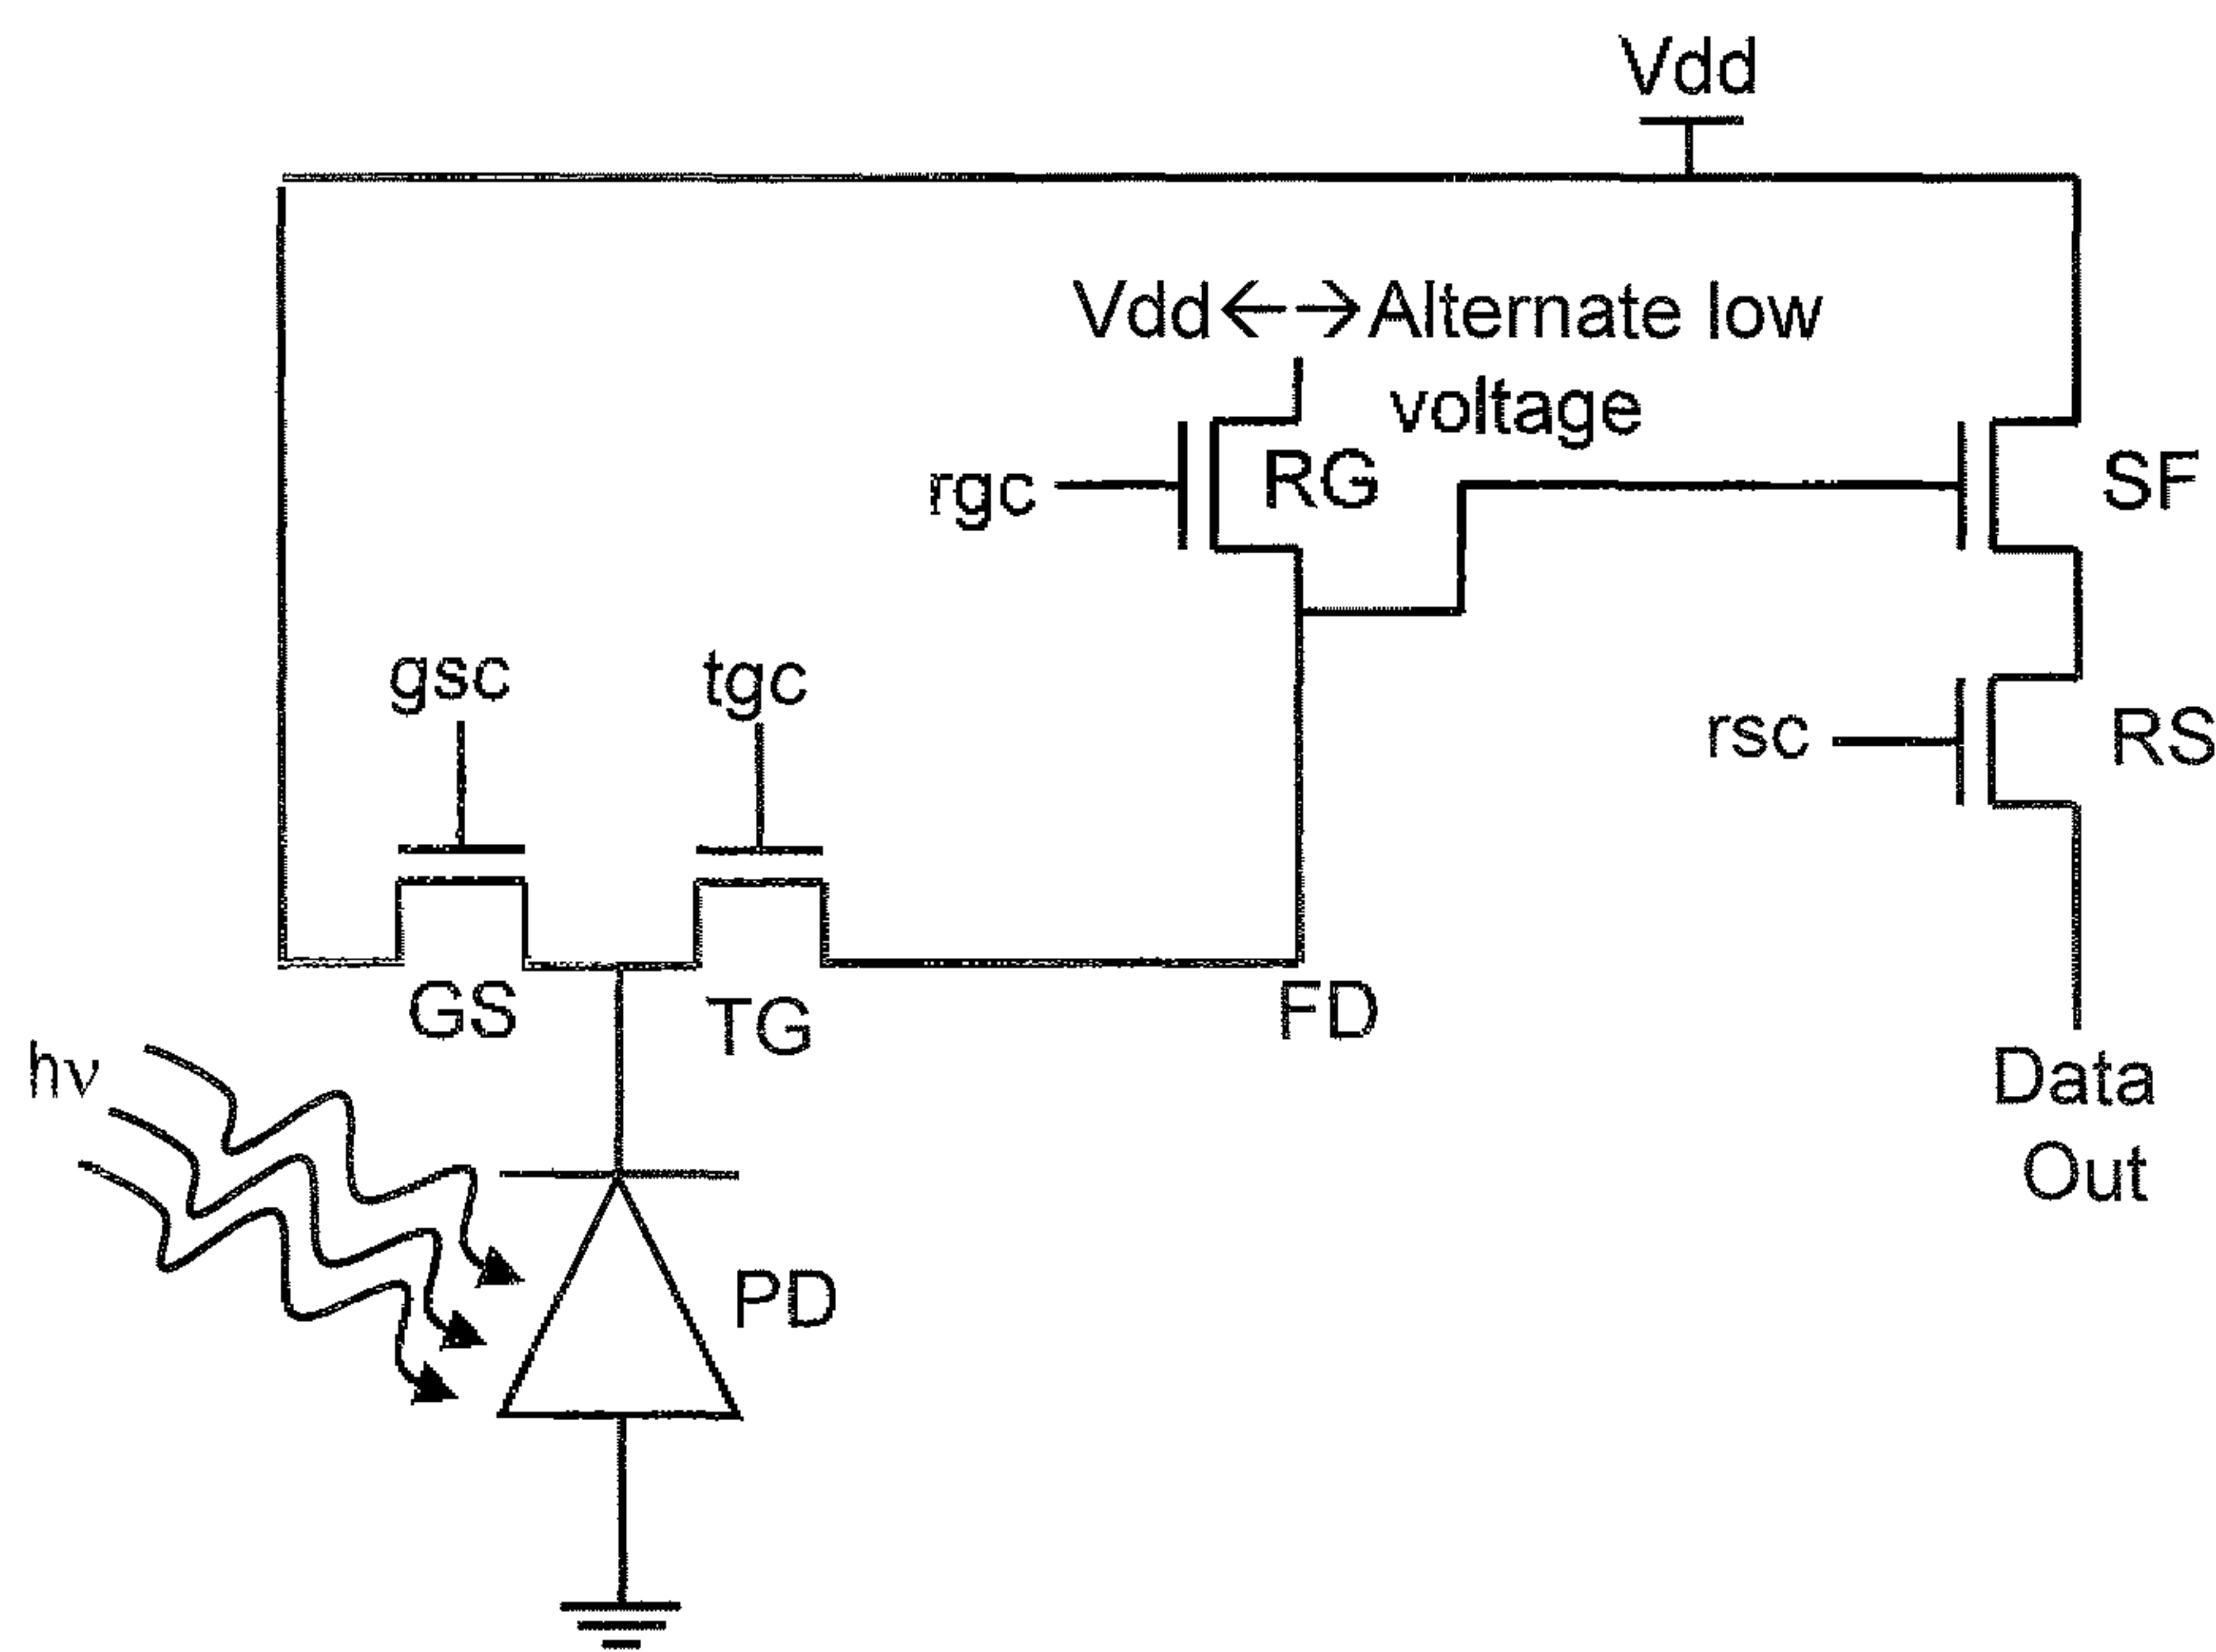 Vdd
Vdd←→Alternate low
voltage
rgc
RG
SF
gsc
tgc
rsc
RS
GS
TG
FD
hν
Data
Out
PD